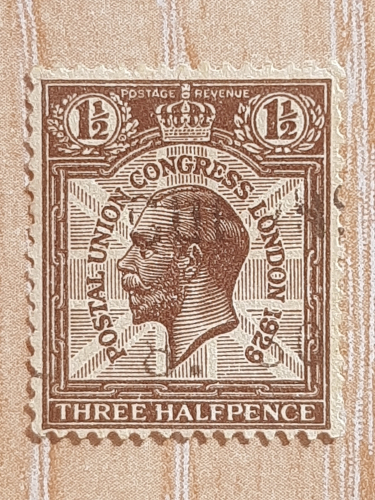 POSTAGE REVENUE
1½ 1½
POSTAL UNION CONGRESS LONDON 1929
THREE HALFPENCE